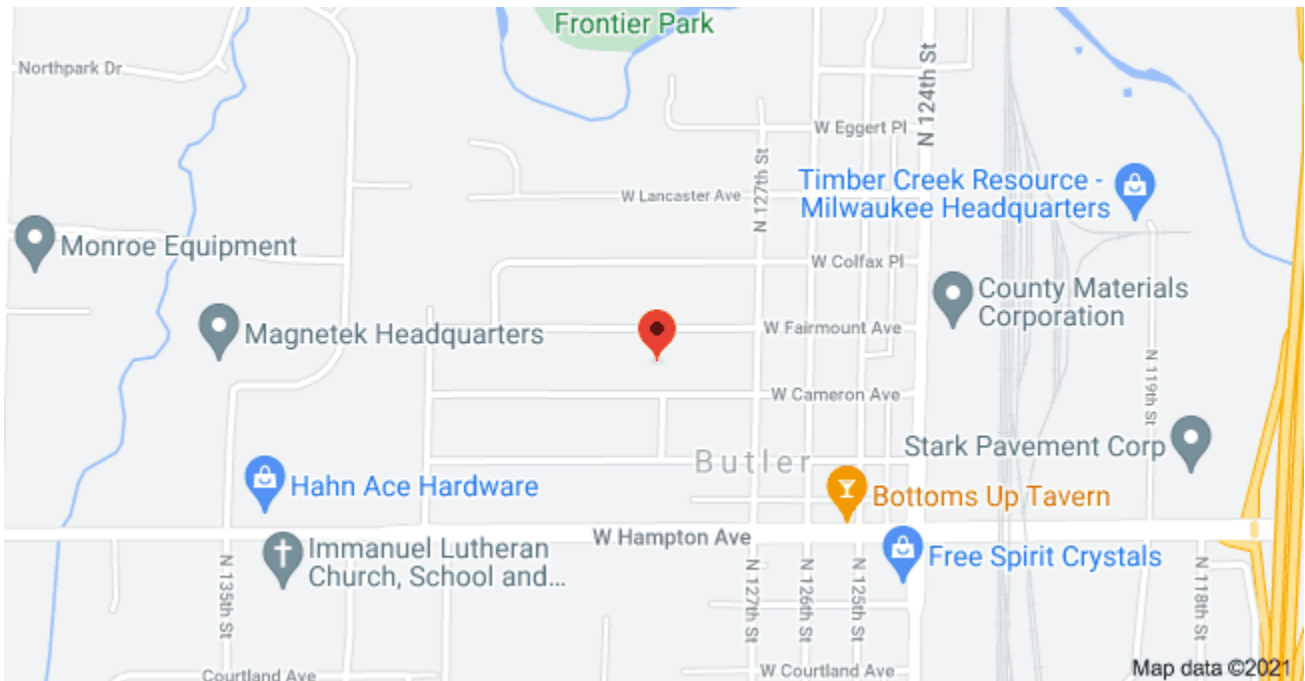 Frontier Park
Northpark Dr
N 124th St
W Eggert Pl
N 127th St
Timber Creek Resource -
Milwaukee Headquarters
W Lancaster Ave
Monroe Equipment
W Colfax Pl
County Materials
Corporation
Magnetek Headquarters
W Fairmount Ave
N 119th St
W Cameron Ave
Stark Pavement Corp
Butler
Hahn Ace Hardware
Bottoms Up Tavern
W Hampton Ave
Immanuel Lutheran
Church, School and...
Free Spirit Crystals
N 135th St
N 127th St
N 126th St
N 125th St
N 118th St
Courtland Ave
W Courtland Ave
Map data ©2021